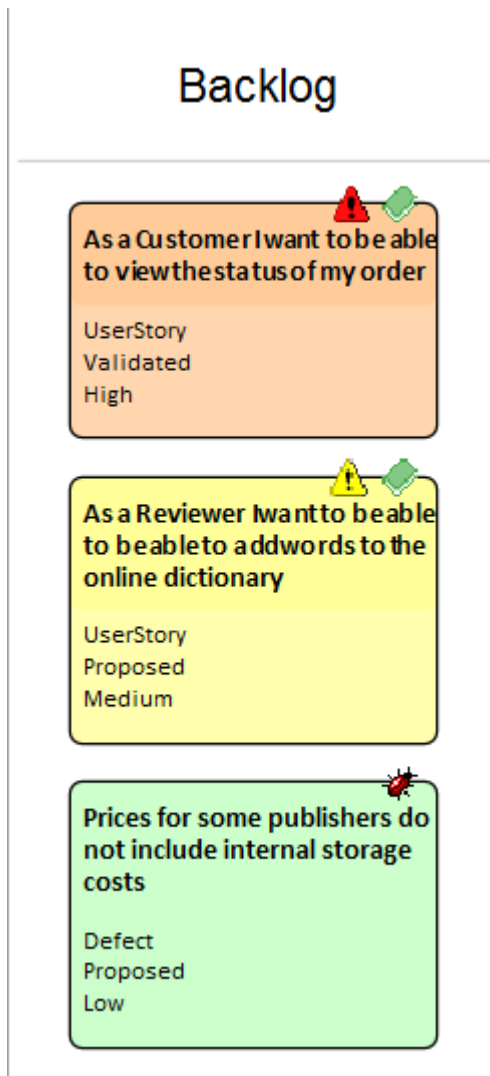 Backlog
As a Customer I want to be able
to view the status of my order
UserStory
Validated
High
As a Reviewer I want to be able
to be able to add words to the
online dictionary
UserStory
Proposed
Medium
Prices for some publishers do
not include internal storage
costs
Defect
Proposed
Low